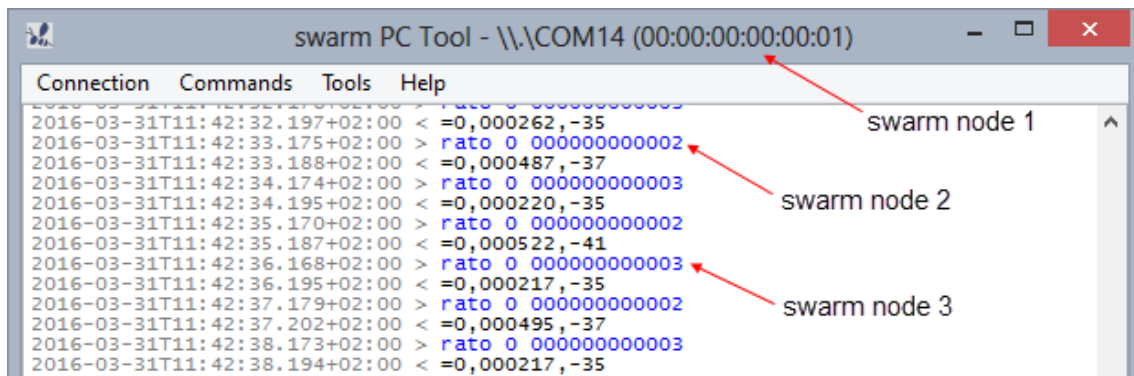 swarm PC Tool - \\.\COM14 (00:00:00:00:00:01)
Connection Commands Tools Help
2016-03-31T11:42:32.197+02:00 < =0,000262,-35
swarm node 1
2016-03-31T11:42:33.175+02:00 > rato 0 000000000002
2016-03-31T11:42:33.188+02:00 < =0,000487,-37
2016-03-31T11:42:34.174+02:00 > rato 0 000000000003
2016-03-31T11:42:34.195+02:00 < =0,000220,-35
swarm node 2
2016-03-31T11:42:35.170+02:00 > rato 0 000000000002
2016-03-31T11:42:35.187+02:00 < =0,000522,-41
2016-03-31T11:42:36.168+02:00 > rato 0 000000000003
2016-03-31T11:42:36.195+02:00 < =0,000217,-35
2016-03-31T11:42:37.179+02:00 > rato 0 000000000002
swarm node 3
2016-03-31T11:42:37.202+02:00 < =0,000495,-37
2016-03-31T11:42:38.173+02:00 > rato 0 000000000003
2016-03-31T11:42:38.194+02:00 < =0,000217,-35